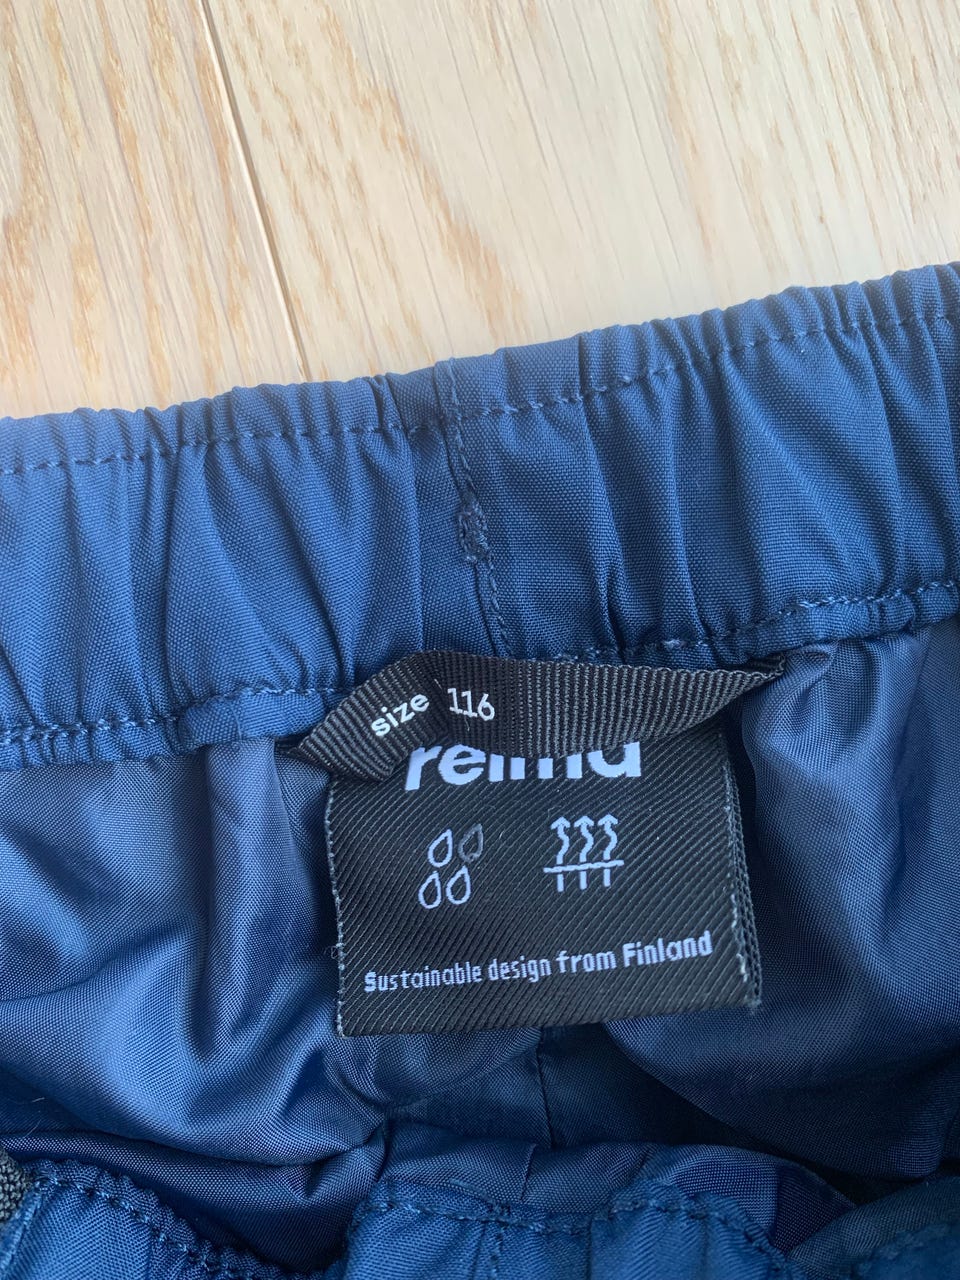 size 116
reima
Sustainable design from Finland